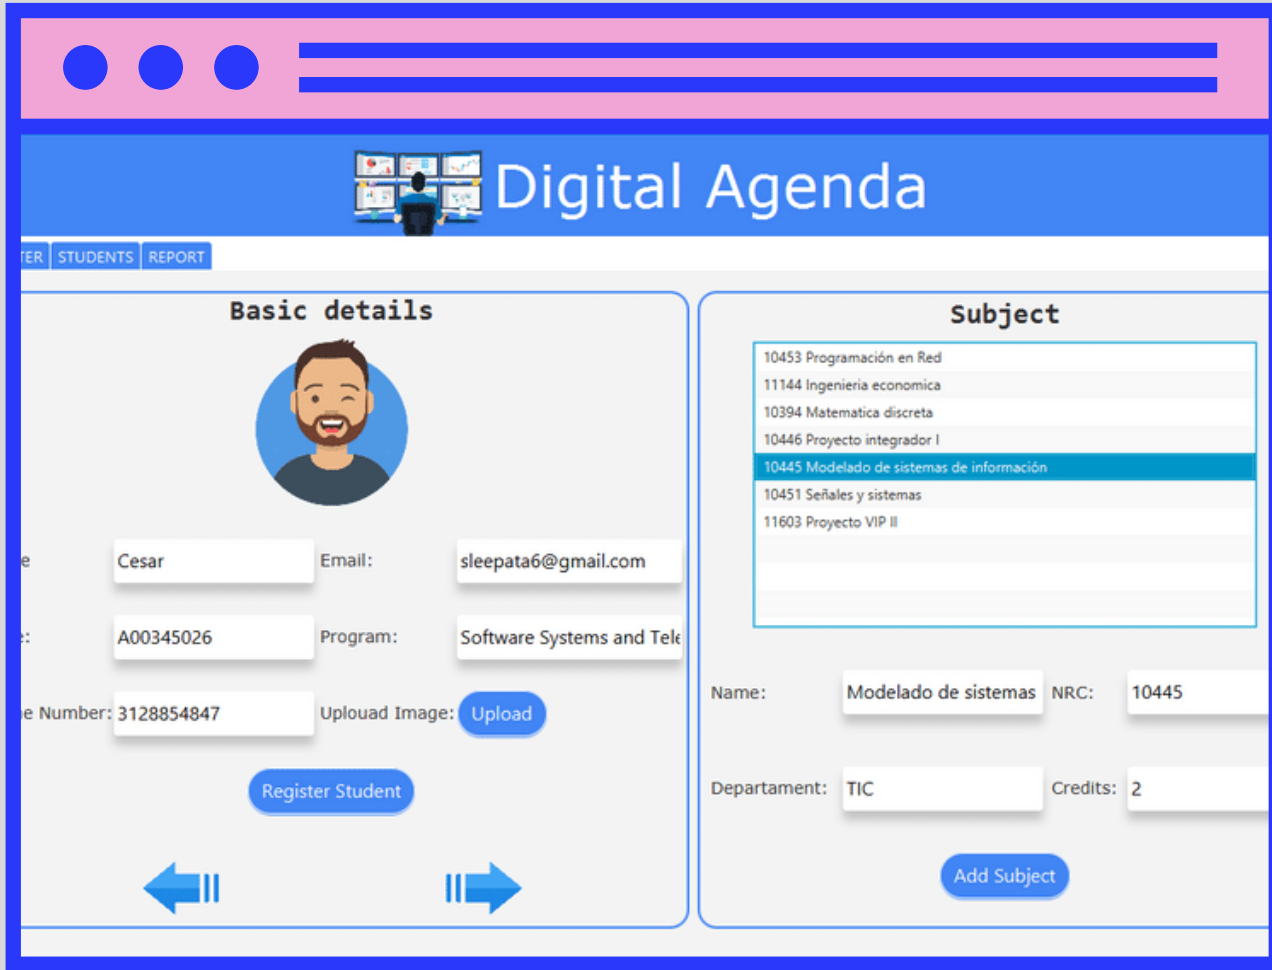 Digital Agenda
TER STUDENTS REPORT
Basic details
e Cesar Email: sleepata6@gmail.com
e: A00345026 Program: Software Systems and Tele
e Number: 3128854847 Uplouad Image: Upload
Register Student
Subject
10453 Programación en Red
11144 Ingenieria economica
10394 Matematica discreta
10446 Proyecto integrador I
10445 Modelado de sistemas de información
10451 Señales y sistemas
11603 Proyecto VIP II
Name: Modelado de sistemas NRC: 10445
Departament: TIC Credits: 2
Add Subject